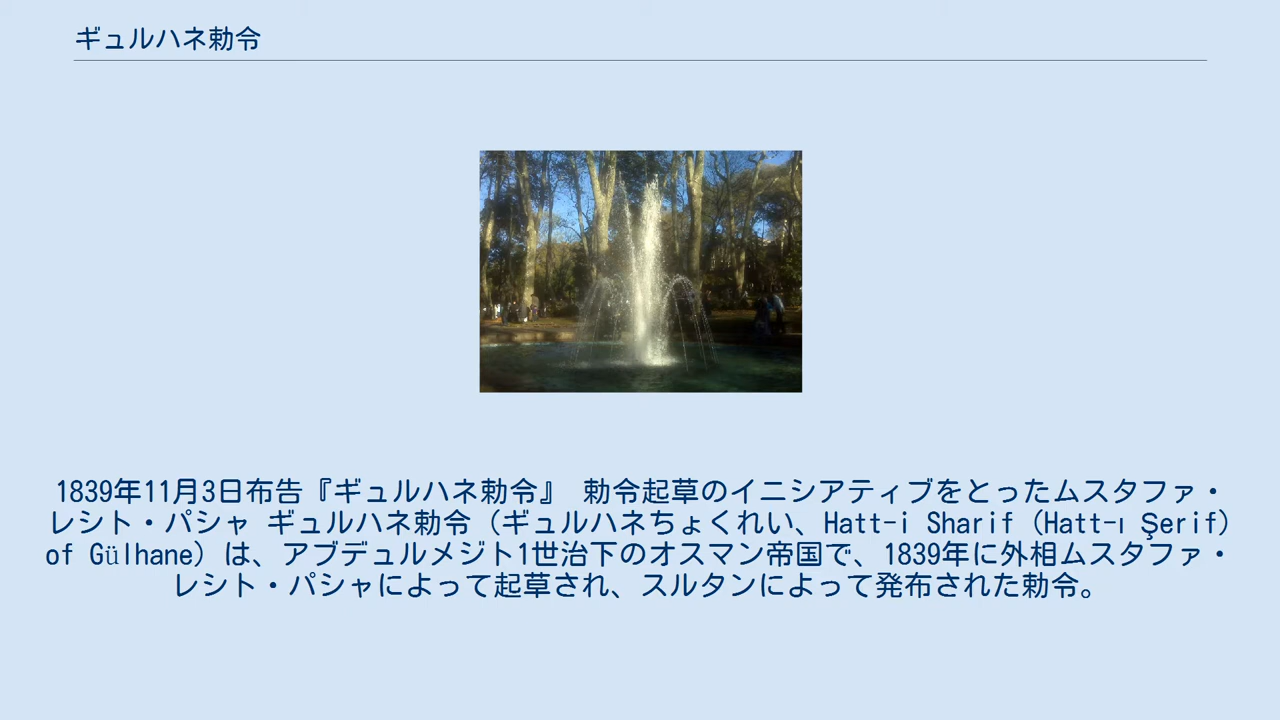 ギュルハネ勅令
1839年11月3日布告『ギュルハネ勅令』 勅令起草のイニシアティブをとったムスタファ・
レシト・パシャ ギュルハネ勅令（ギュルハネちょくれい、Hatt-i Sharif（Hatt-ı Şerif）
of Gülhane）は、アブデュルメジト1世治下のオスマン帝国で、1839年に外相ムスタファ・
レシト・パシャによって起草され、スルタンによって発布された勅令。